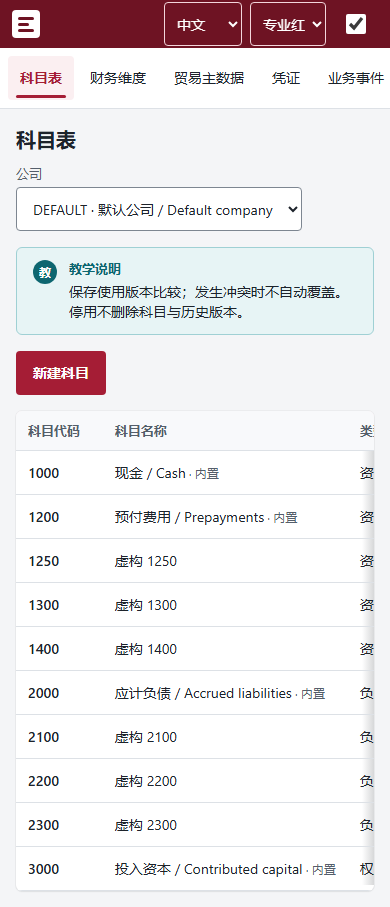 中文 专业红
科目表 财务维度 贸易主数据 凭证 业务事件
科目表
公司
DEFAULT · 默认公司 / Default company
教 教学说明
保存使用版本比较；发生冲突时不自动覆盖。
停用不删除科目与历史版本。
新建科目
科目代码 科目名称 类
1000 现金 / Cash · 内置 资
1200 预付费用 / Prepayments · 内置 资
1250 虚构 1250 资
1300 虚构 1300 资
1400 虚构 1400 资
2000 应计负债 / Accrued liabilities · 内置 负
2100 虚构 2100 负
2200 虚构 2200 负
2300 虚构 2300 负
3000 投入资本 / Contributed capital · 内置 权